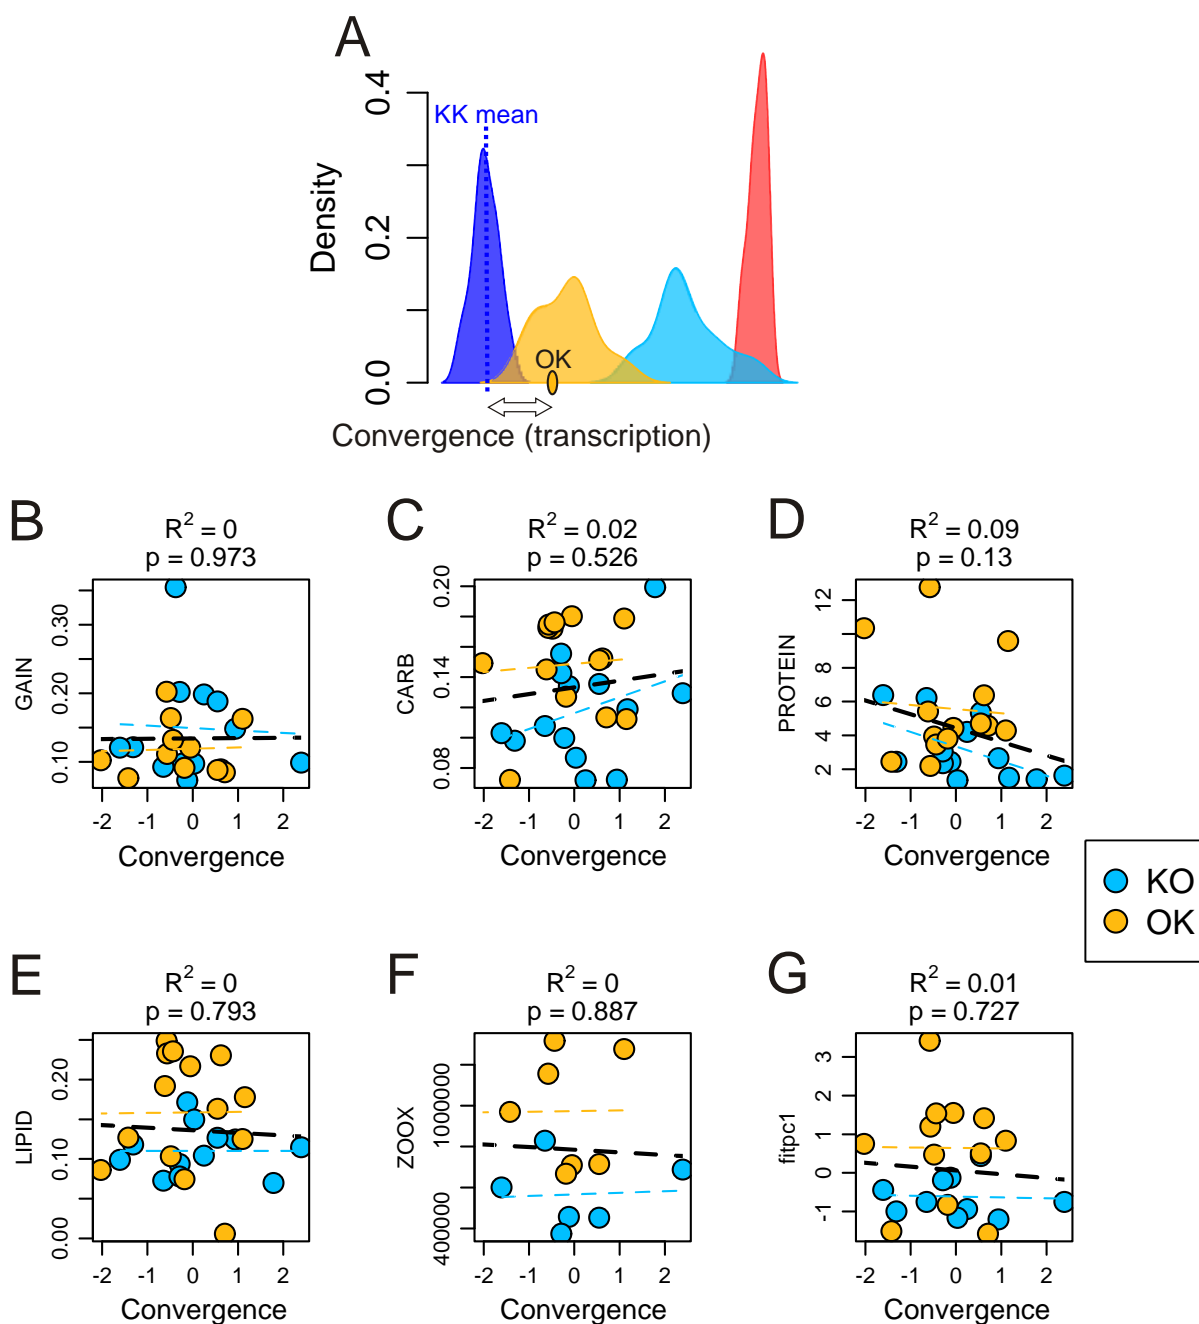 A
Density
0.0
0.2
0.4
KK mean
OK
Convergence (transcription)
B
R² = 0
p = 0.973
GAIN
0.10
0.20
0.30
-2 -1 0 1 2
Convergence
C
R² = 0.02
p = 0.526
CARB
0.08
0.14
0.20
-2 -1 0 1 2
Convergence
D
R² = 0.09
p = 0.13
PROTEIN
2
4
6
8
12
-2 -1 0 1 2
Convergence
KO
OK
E
R² = 0
p = 0.793
LIPID
0.00
0.10
0.20
-2 -1 0 1 2
Convergence
F
R² = 0
p = 0.887
ZOOX
400000
1000000
-2 -1 0 1 2
Convergence
G
R² = 0.01
p = 0.727
fitpc1
-1
0
1
2
3
-2 -1 0 1 2
Convergence